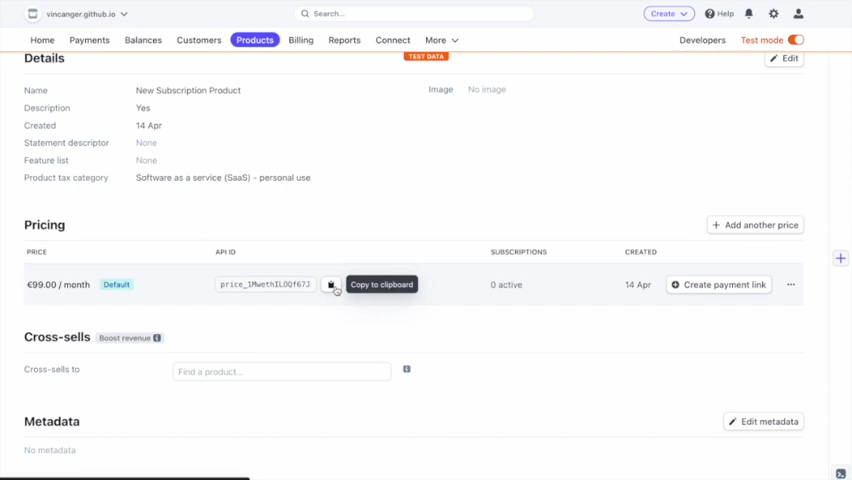 vincanger.github.io
Search...
Create
Help
Home
Payments
Balances
Customers
Products
Billing
Reports
Connect
More
Developers
Test mode
TEST DATA
Details
Edit
Name
New Subscription Product
Image
No image
Description
Yes
Created
14 Apr
Statement descriptor
None
Feature list
None
Product tax category
Software as a service (SaaS) - personal use
Pricing
Add another price
PRICE
API ID
SUBSCRIPTIONS
CREATED
€99.00 / month
Default
price_1MwethILOQf67J
Copy to clipboard
0 active
14 Apr
Create payment link
Cross-sells
Boost revenue
Cross-sells to
Find a product...
Metadata
Edit metadata
No metadata